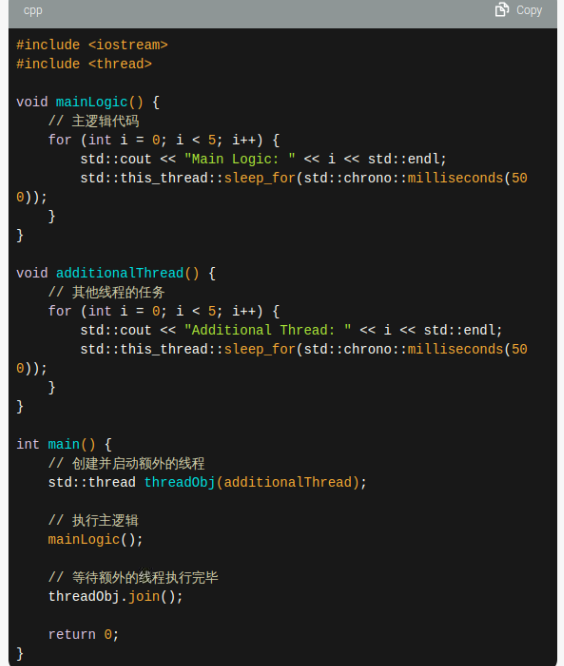 cpp Copy
#include <iostream>
#include <thread>

void mainLogic() {
    // 主逻辑代码
    for (int i = 0; i < 5; i++) {
        std::cout << "Main Logic: " << i << std::endl;
        std::this_thread::sleep_for(std::chrono::milliseconds(50
0));
    }
}

void additionalThread() {
    // 其他线程的任务
    for (int i = 0; i < 5; i++) {
        std::cout << "Additional Thread: " << i << std::endl;
        std::this_thread::sleep_for(std::chrono::milliseconds(50
0));
    }
}

int main() {
    // 创建并启动额外的线程
    std::thread threadObj(additionalThread);

    // 执行主逻辑
    mainLogic();

    // 等待额外的线程执行完毕
    threadObj.join();

    return 0;
}